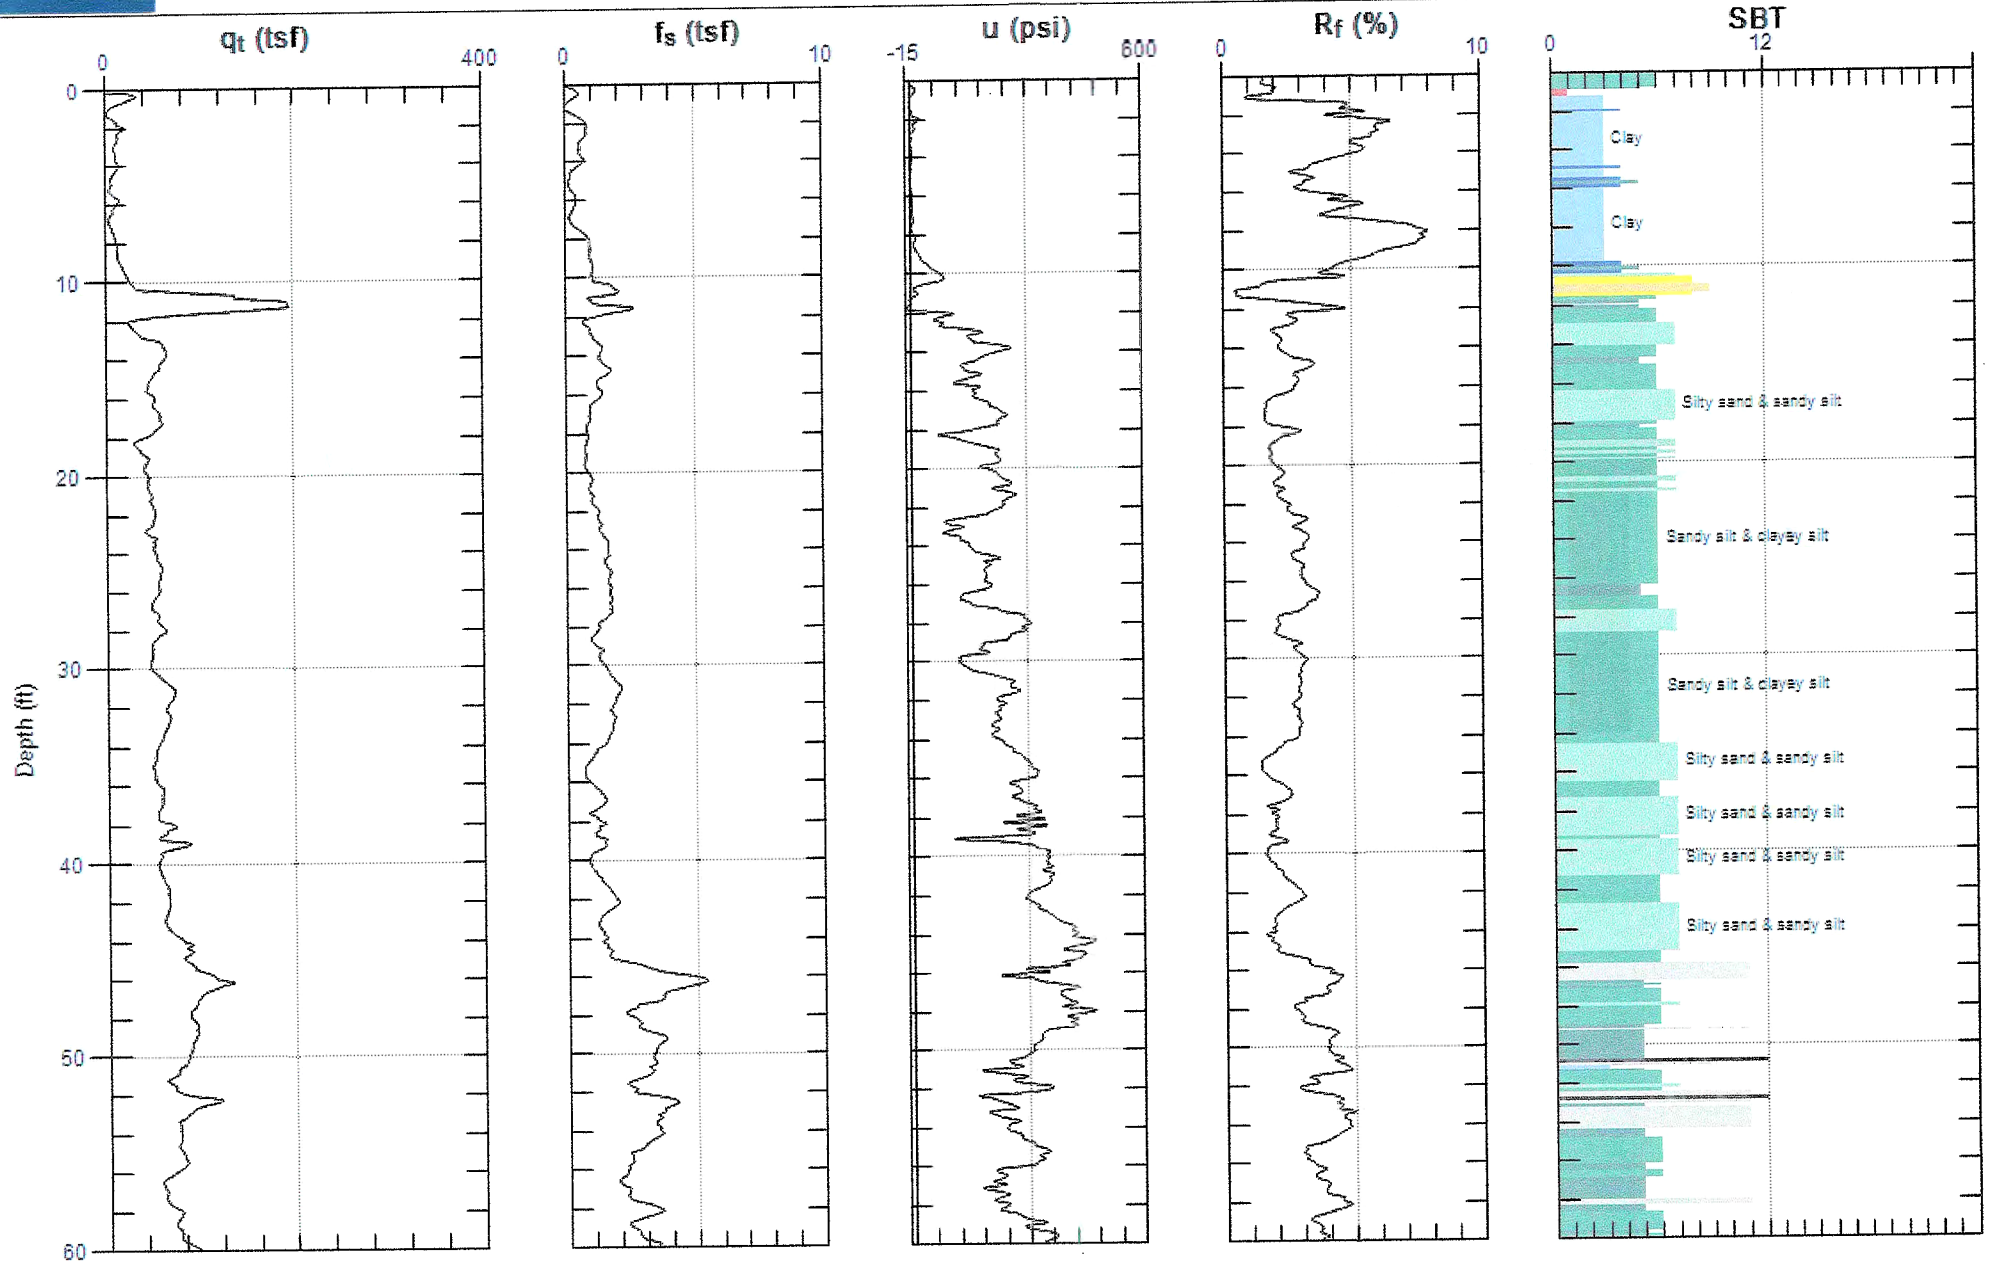 qt (tsf)
fs (tsf)
u (psi)
Rf (%)
SBT
0 400
0 10
-15 600
0 10
0 12
0
10
20
30
40
50
60
Depth (ft)
Clay
Clay
Silty sand & sandy silt
Sandy silt & clayey silt
Sandy silt & clayey silt
Silty sand & sandy silt
Silty sand & sandy silt
Silty sand & sandy silt
Silty sand & sandy silt